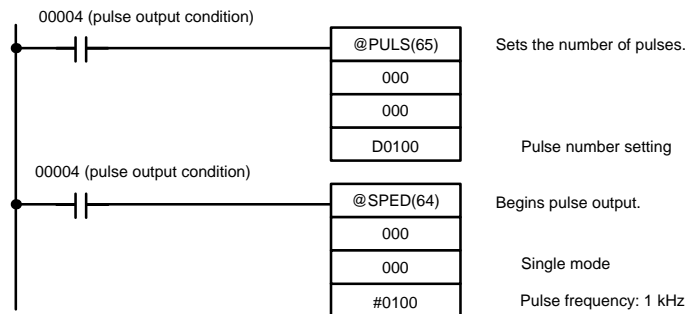 00004 (pulse output condition)
@PULS(65) Sets the number of pulses.
000
000
D0100 Pulse number setting
00004 (pulse output condition)
@SPED(64) Begins pulse output.
000
000 Single mode
#0100 Pulse frequency: 1 kHz